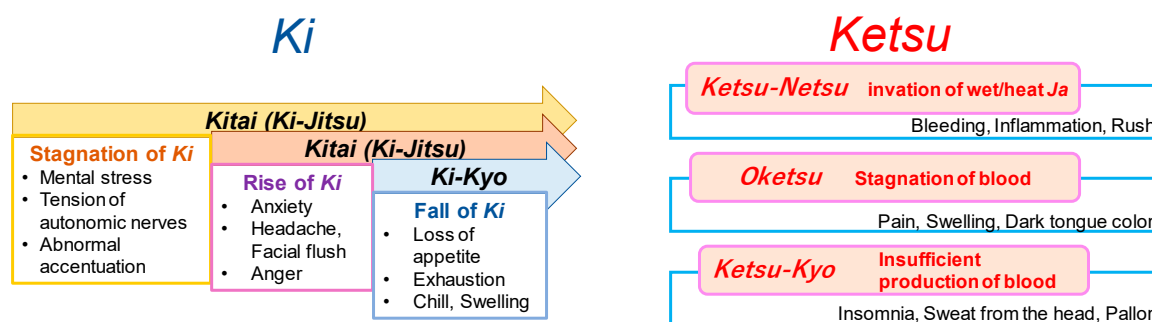 Ki
Kitai (Ki-Jitsu)
Stagnation of Ki
• Mental stress
• Tension of
autonomic nerves
• Abnormal
accentuation
Kitai (Ki-Jitsu)
Rise of Ki
• Anxiety
• Headache,
Facial flush
• Anger
Ki-Kyo
Fall of Ki
• Loss of
appetite
• Exhaustion
• Chill, Swelling
Ketsu
Ketsu-Netsu invation of wet/heat Ja
Bleeding, Inflammation, Rush
Oketsu Stagnation of blood
Pain, Swelling, Dark tongue color
Ketsu-Kyo Insufficient
production of blood
Insomnia, Sweat from the head, Pallor